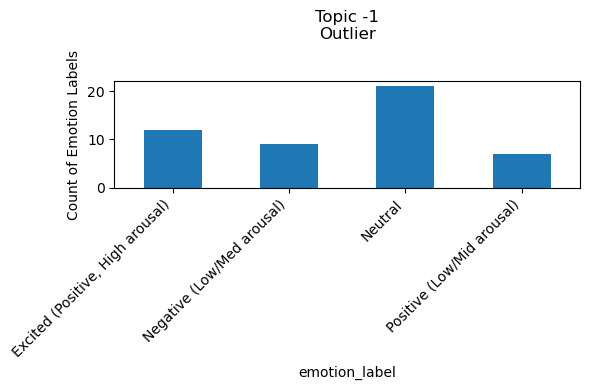 Topic -1
Outlier
Count of Emotion Labels
20
10
0
Excited (Positive, High arousal)
Negative (Low/Med arousal)
Neutral
Positive (Low/Mid arousal)
emotion_label